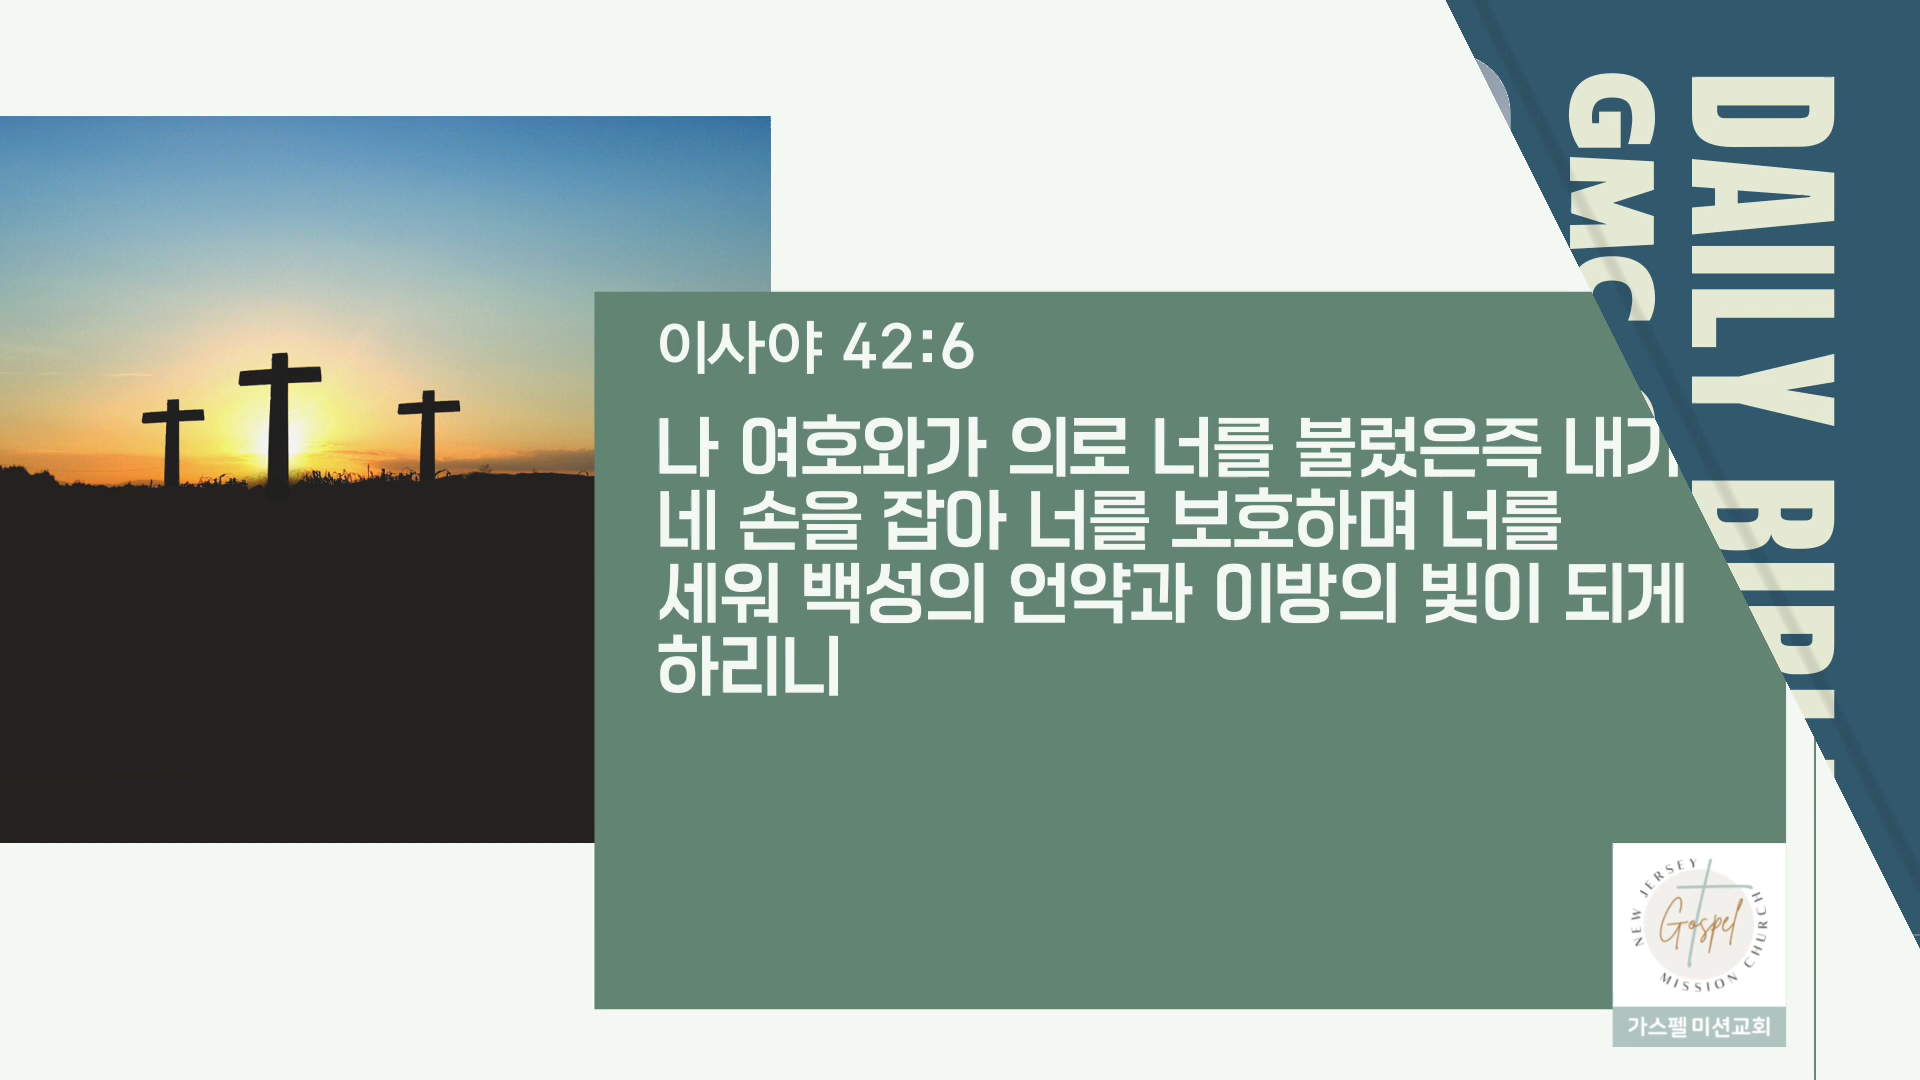 이사야 42:6
나 여호와가 의로 너를 불렀은즉 내가
네 손을 잡아 너를 보호하며 너를
세워 백성의 언약과 이방의 빛이 되게
하리니
DAILY
GMC
NEW JERSEY
Gospel
MISSION CHURCH
가스펠 미션교회